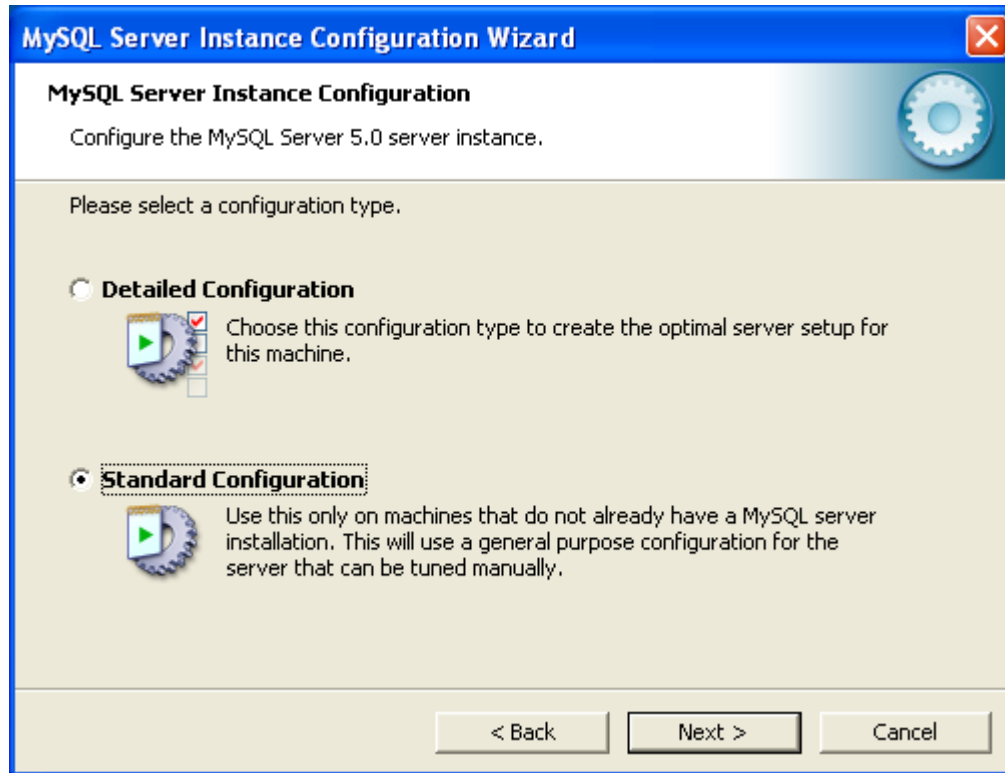 MySQL Server Instance Configuration Wizard
MySQL Server Instance Configuration
Configure the MySQL Server 5.0 server instance.
Please select a configuration type.
Detailed Configuration
Choose this configuration type to create the optimal server setup for
this machine.
Standard Configuration
Use this only on machines that do not already have a MySQL server
installation. This will use a general purpose configuration for the
server that can be tuned manually.
< Back Next > Cancel